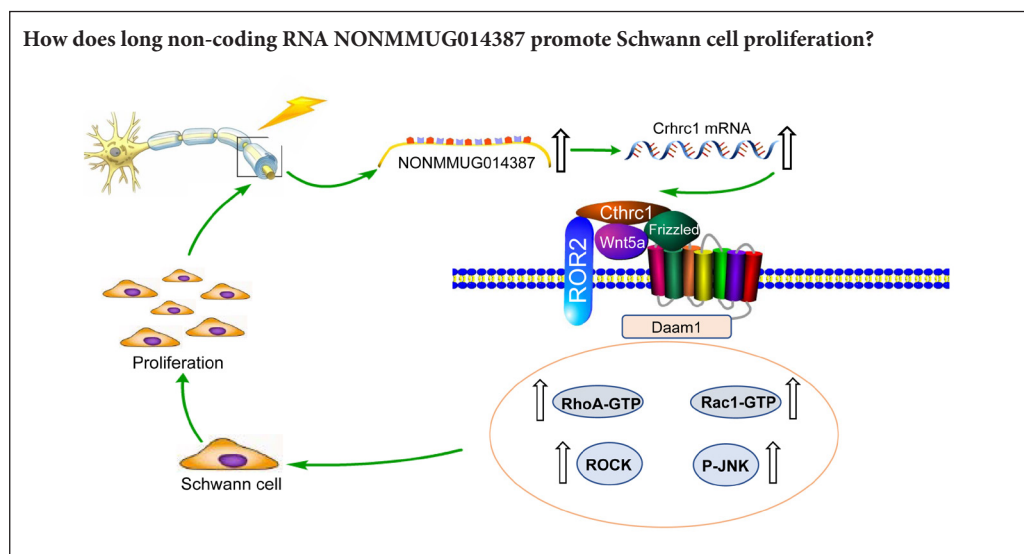 How does long non-coding RNA NONMMUG014387 promote Schwann cell proliferation?
NONMMUG014387
Crhrc1 mRNA
Cthrc1
Wnt5a
Frizzled
ROR2
Daam1
RhoA-GTP
Rac1-GTP
ROCK
P-JNK
Proliferation
Schwann cell